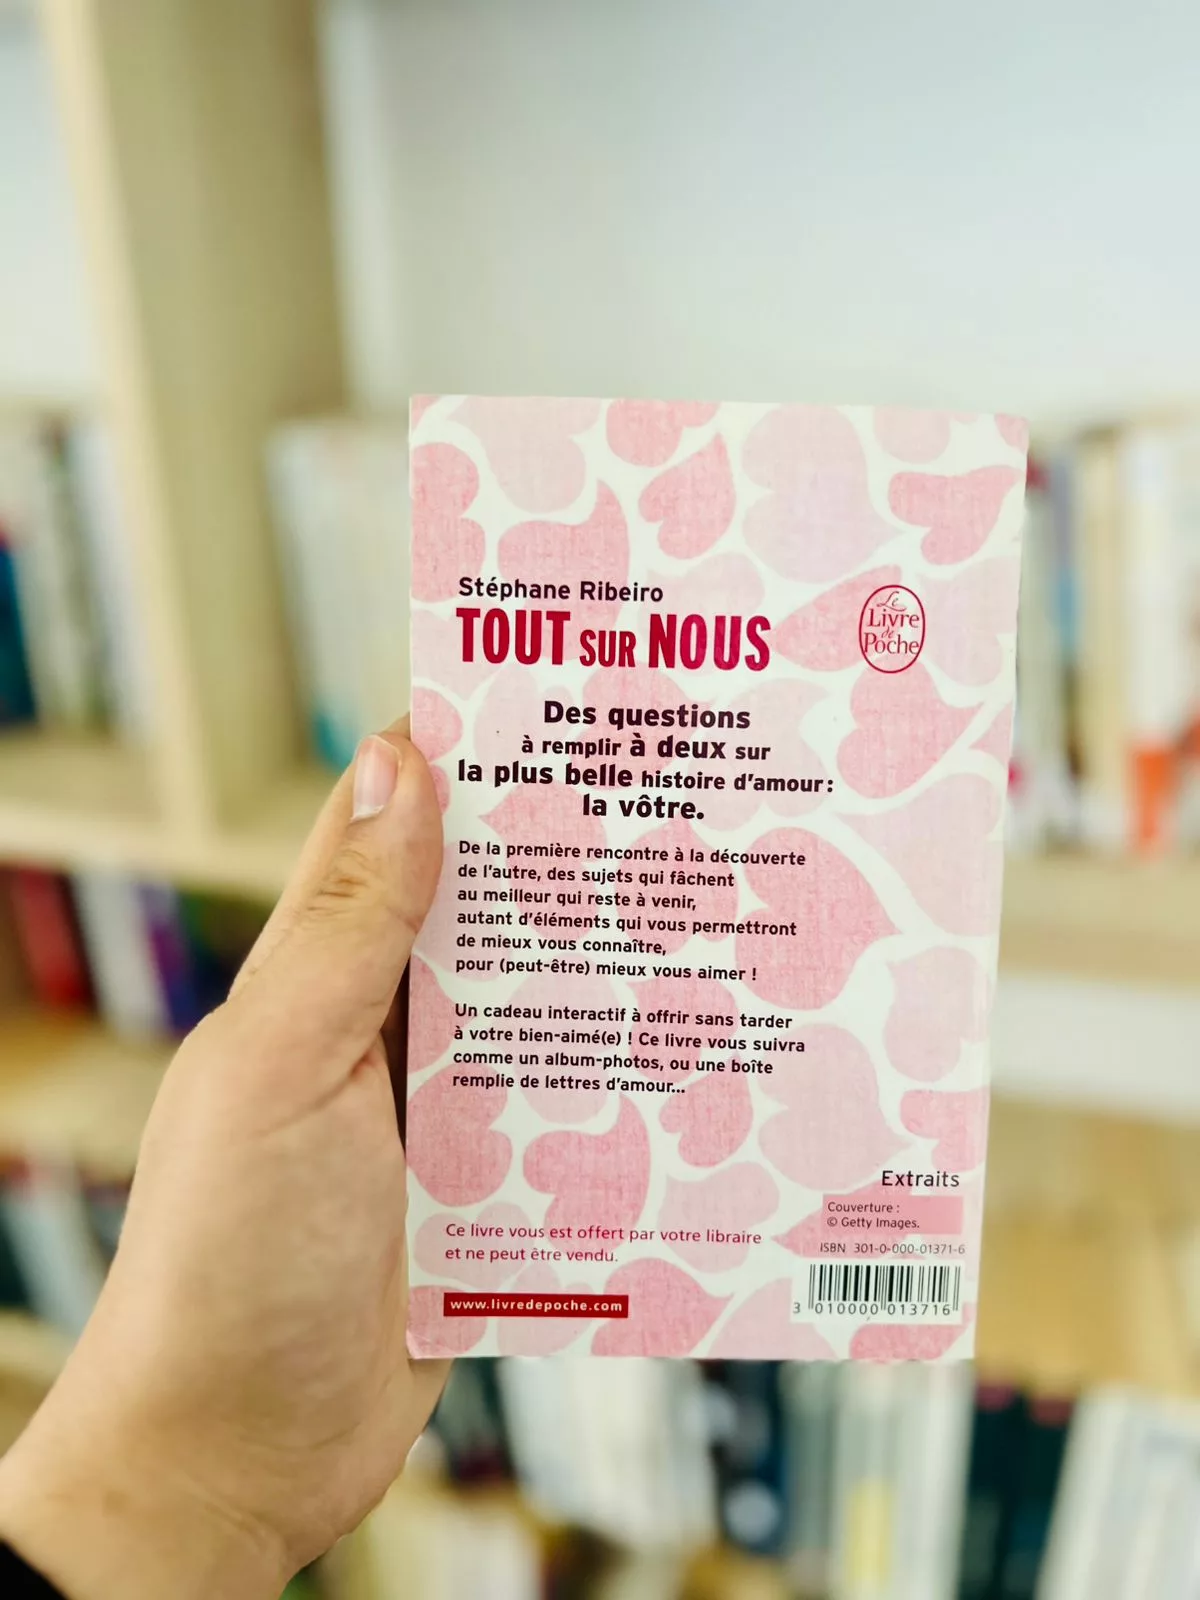 Stéphane Ribeiro
TOUT SUR NOUS
Le
Livre
de
Poche
Des questions
à remplir à deux sur
la plus belle histoire d'amour :
la vôtre.
De la première rencontre à la découverte
de l'autre, des sujets qui fâchent
au meilleur qui reste à venir,
autant d'éléments qui vous permettront
de mieux vous connaître,
pour (peut-être) mieux vous aimer !
Un cadeau interactif à offrir sans tarder
à votre bien-aimé(e) ! Ce livre vous suivra
comme un album-photos, ou une boîte
remplie de lettres d'amour...
Extraits
Couverture :
© Getty Images.
Ce livre vous est offert par votre libraire
et ne peut être vendu.
ISBN 301-0-000-01371-6
www.livredepoche.com
3 010000 013716